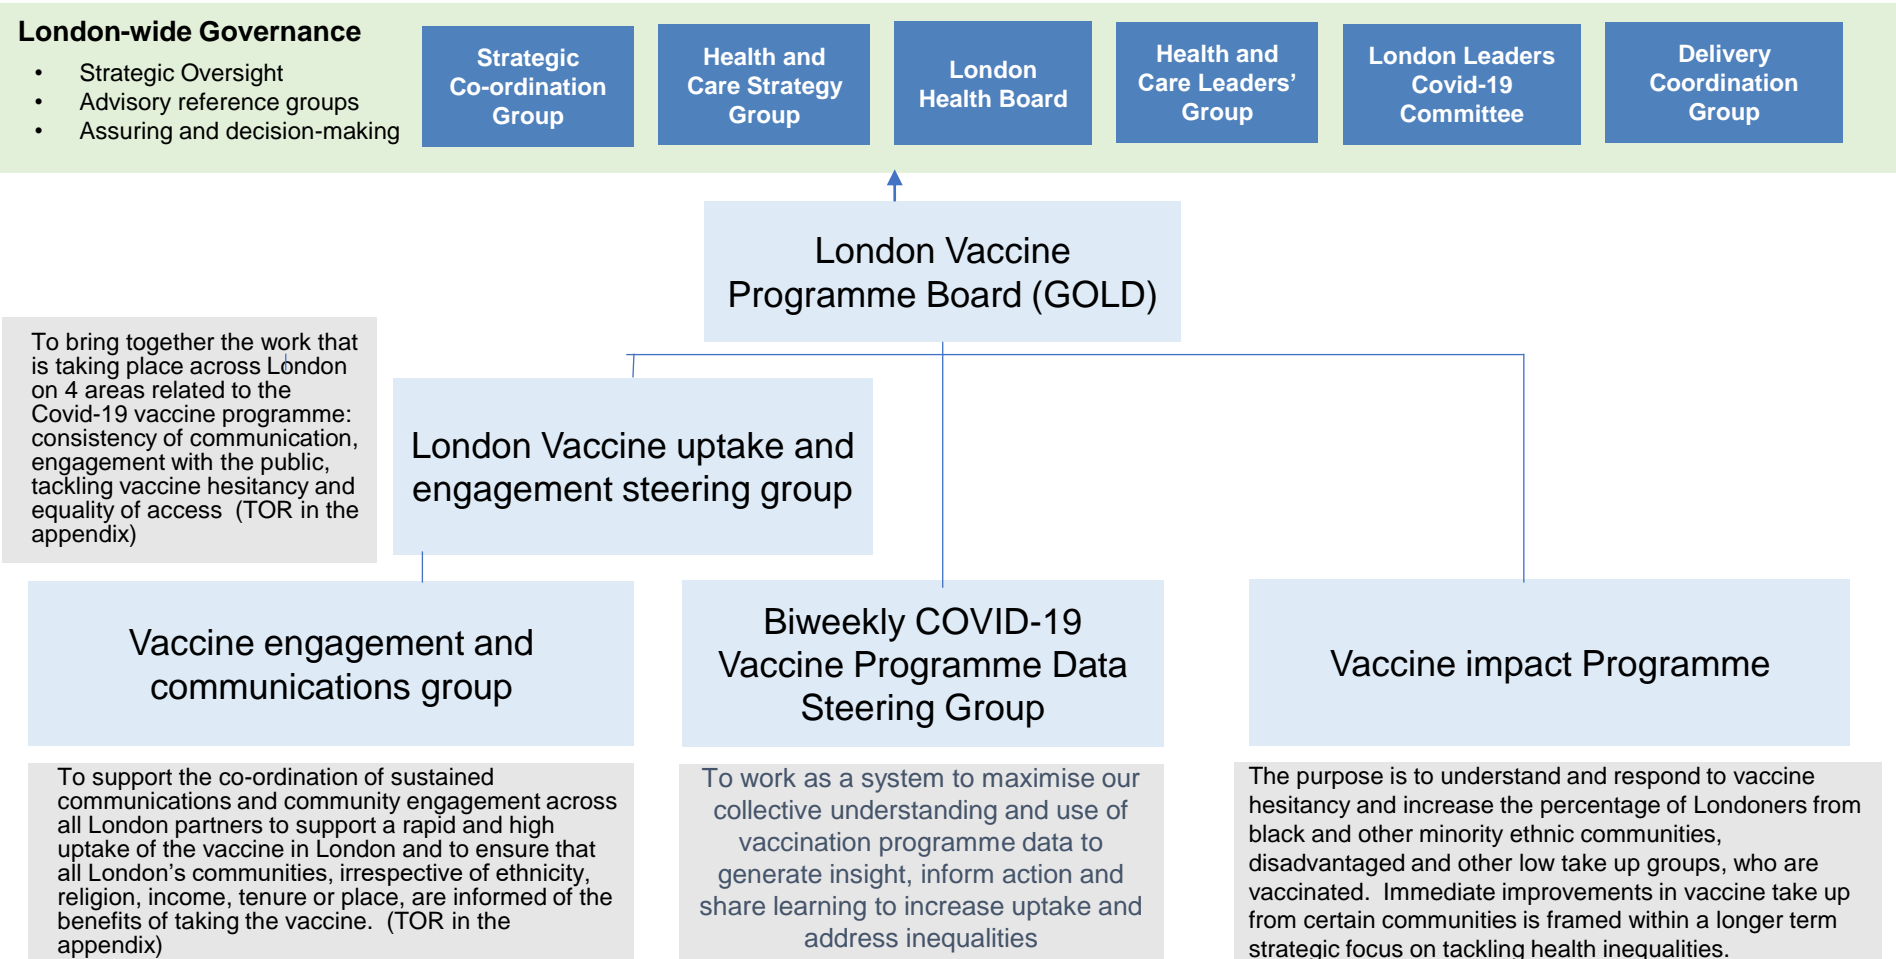 London-wide Governance
• Strategic Oversight
• Advisory reference groups
• Assuring and decision-making
Strategic
Co-ordination
Group
Health and
Care Strategy
Group
London
Health Board
Health and
Care Leaders'
Group
London Leaders
Covid-19
Committee
Delivery
Coordination
Group
London Vaccine
Programme Board (GOLD)
To bring together the work that
is taking place across London
on 4 areas related to the
Covid-19 vaccine programme:
consistency of communication,
engagement with the public,
tackling vaccine hesitancy and
equality of access (TOR in the
appendix)
London Vaccine uptake and
engagement steering group
Vaccine engagement and
communications group
Biweekly COVID-19
Vaccine Programme Data
Steering Group
Vaccine impact Programme
To support the co-ordination of sustained
communications and community engagement across
all London partners to support a rapid and high
uptake of the vaccine in London and to ensure that
all London's communities, irrespective of ethnicity,
religion, income, tenure or place, are informed of the
benefits of taking the vaccine. (TOR in the
appendix)
To work as a system to maximise our
collective understanding and use of
vaccination programme data to
generate insight, inform action and
share learning to increase uptake and
address inequalities
The purpose is to understand and respond to vaccine
hesitancy and increase the percentage of Londoners from
black and other minority ethnic communities,
disadvantaged and other low take up groups, who are
vaccinated. Immediate improvements in vaccine take up
from certain communities is framed within a longer term
strategic focus on tackling health inequalities.